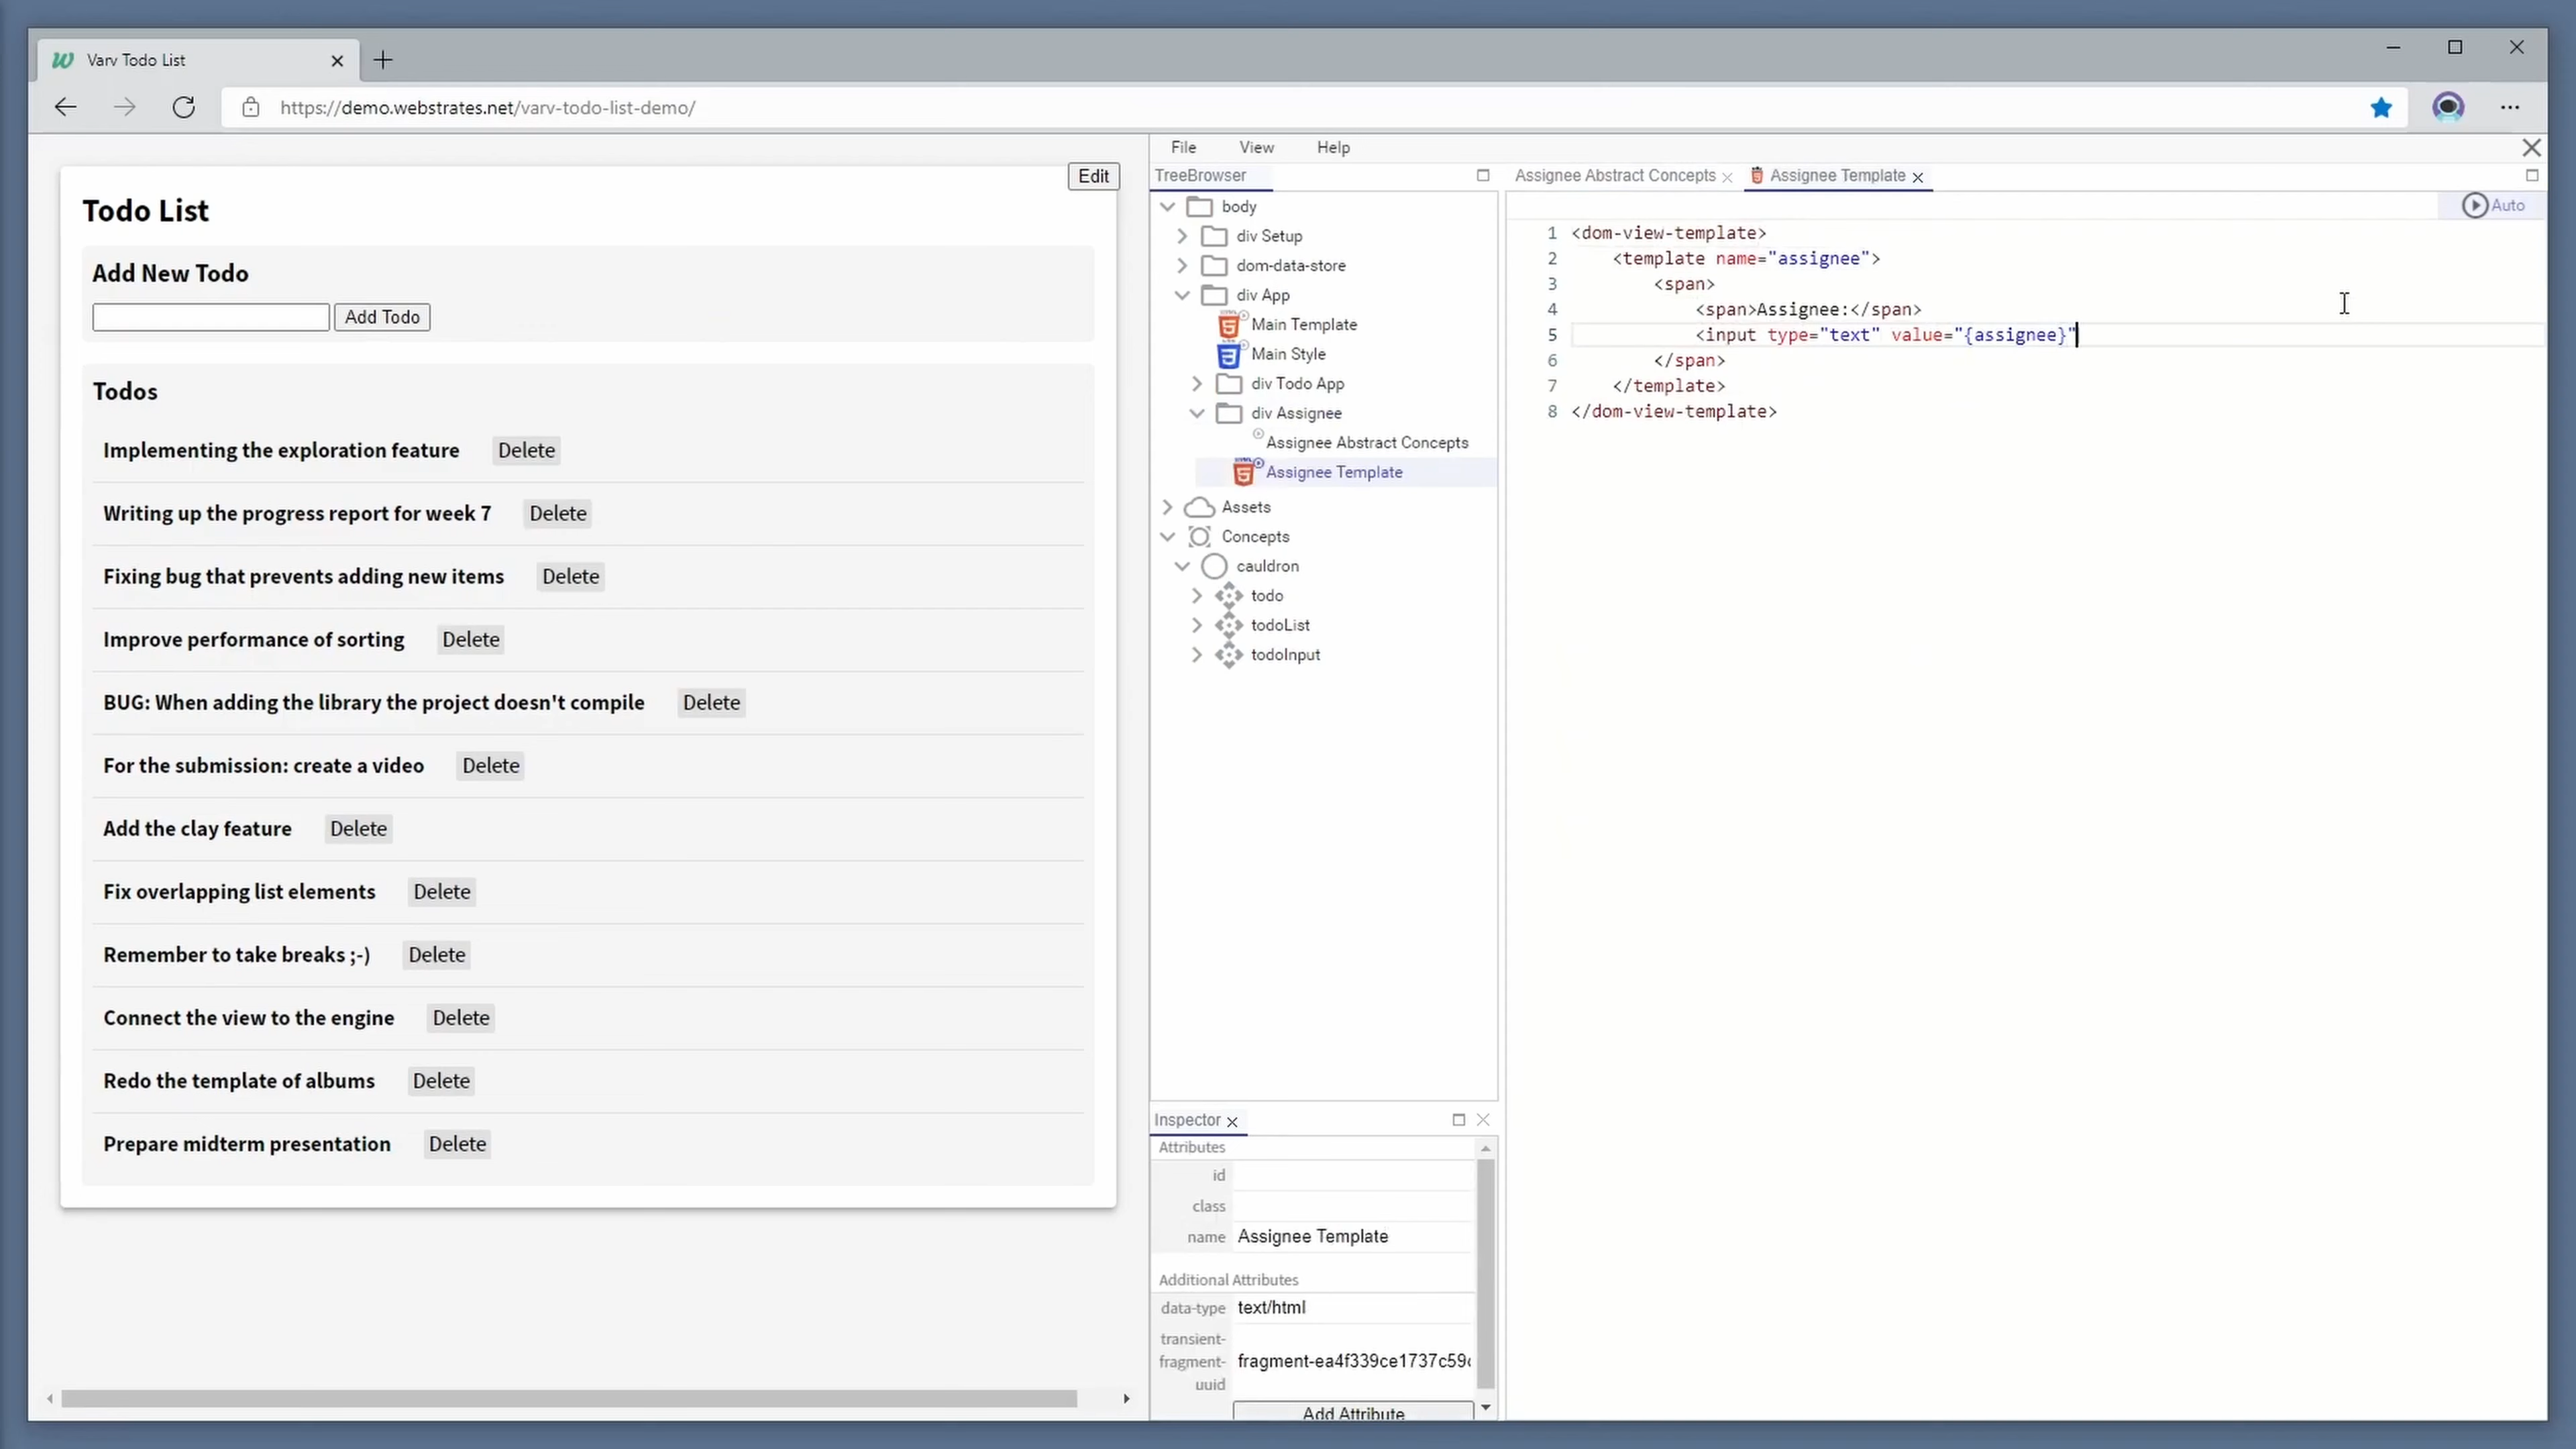 Varv Todo List
https://demo.webstrates.net/varv-todo-list-demo/
Edit
Todo List
Add New Todo
Add Todo
Todos
Implementing the exploration feature Delete
Writing up the progress report for week 7 Delete
Fixing bug that prevents adding new items Delete
Improve performance of sorting Delete
BUG: When adding the library the project doesn't compile Delete
For the submission: create a video Delete
Add the clay feature Delete
Fix overlapping list elements Delete
Remember to take breaks ;-) Delete
Connect the view to the engine Delete
Redo the template of albums Delete
Prepare midterm presentation Delete
File View Help
TreeBrowser
body
div Setup
dom-data-store
div App
Main Template
Main Style
div Todo App
div Assignee
Assignee Abstract Concepts
Assignee Template
Assets
Concepts
cauldron
todo
todoList
todoInput
Inspector
Attributes
id
class
name Assignee Template
Additional Attributes
data-type text/html
transient-
fragment- fragment-ea4f339ce1737c59
uuid
Add Attribute
Assignee Abstract Concepts Assignee Template
Auto
1 <dom-view-template>
2 <template name="assignee">
3 <span>
4 <span>Assignee:</span>
5 <input type="text" value="{assignee}"
6 </span>
7 </template>
8 </dom-view-template>